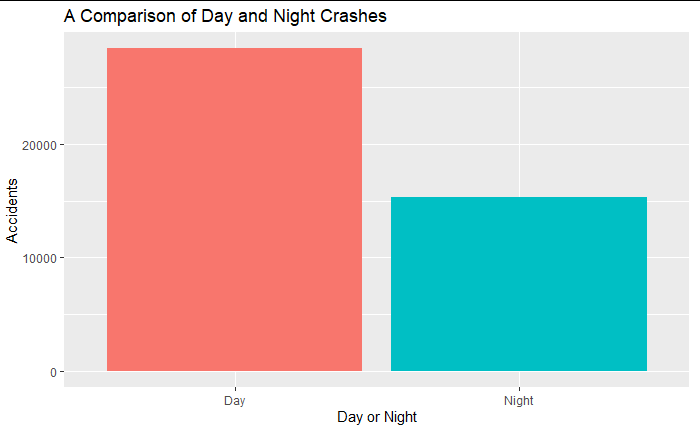 A Comparison of Day and Night Crashes
Accidents
20000
10000
0
Day
Night
Day or Night